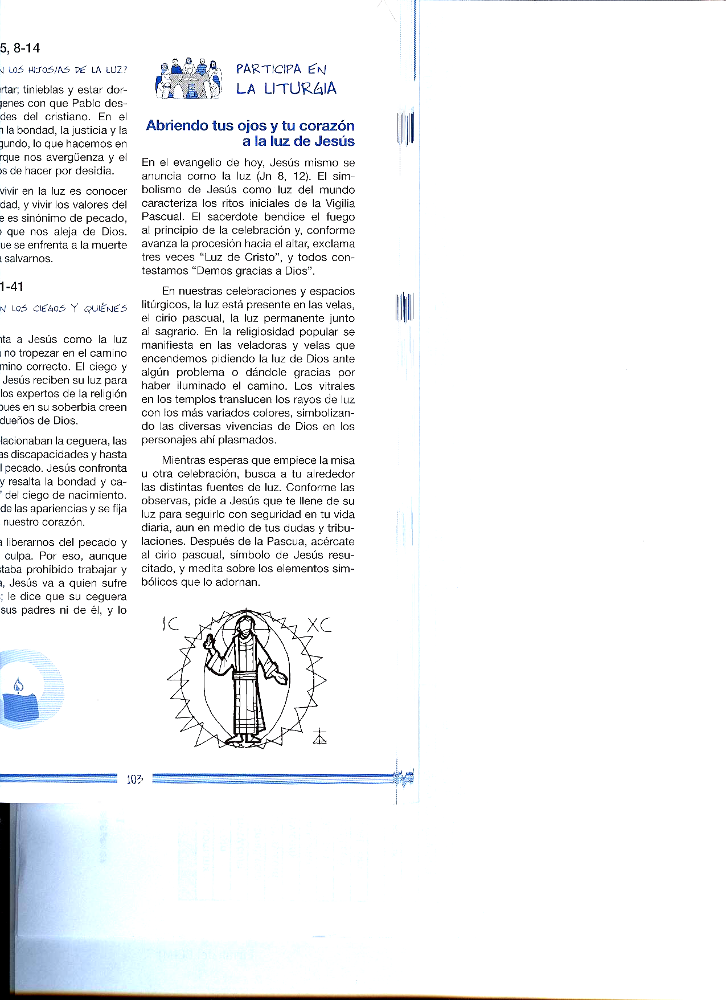 5, 8-14
LOS HIJOS/AS DE LA LUZ?
tinieblas y estar dor-
con que Pablo des-
des del cristiano. En el
la bondad, la justicia y la
lo que hacemos en
nos avergüenza y el
de hacer por desidia.
vivir en la luz es conocer
dad, y vivir los valores del
es sinónimo de pecado,
que nos aleja de Dios.
ue se enfrenta a la muerte
salvarnos.
1-41
LOS CIEGOS Y QUIÉNES
ta a Jesús como la luz
no tropezar en el camino
mino correcto. El ciego y
Jesús reciben su luz para
los expertos de la religión
pues en su soberbia creen
dueños de Dios.
lacionaban la ceguera, las
as discapacidades y hasta
l pecado. Jesús confronta
y resalta la bondad y ca-
” del ciego de nacimiento.
de las apariencias y se fija
nuestro corazón.
a liberarnos del pecado y
culpa. Por eso, aunque
taba prohibido trabajar y
a, Jesús va a quien sufre
; le dice que su ceguera
sus padres ni de él, y lo
PARTICIPA EN
LA LITURGIA
Abriendo tus ojos y tu corazón
a la luz de Jesús
En el evangelio de hoy, Jesús mismo se
anuncia como la luz (Jn 8, 12). El sim-
bolismo de Jesús como luz del mundo
caracteriza los ritos iniciales de la Vigilia
Pascual. El sacerdote bendice el fuego
al principio de la celebración y, conforme
avanza la procesión hacia el altar, exclama
tres veces “Luz de Cristo”, y todos con-
testamos “Demos gracias a Dios”.
En nuestras celebraciones y espacios
litúrgicos, la luz está presente en las velas,
el cirio pascual, la luz permanente junto
al sagrario. En la religiosidad popular se
manifiesta en las veladoras y velas que
encendemos pidiendo la luz de Dios ante
algún problema o dándole gracias por
haber iluminado el camino. Los vitrales
en los templos translucen los rayos de luz
con los más variados colores, simbolizan-
do las diversas vivencias de Dios en los
personajes ahí plasmados.
Mientras esperas que empiece la misa
u otra celebración, busca a tu alrededor
las distintas fuentes de luz. Conforme las
observas, pide a Jesús que te llene de su
luz para seguirlo con seguridad en tu vida
diaria, aun en medio de tus dudas y tribu-
laciones. Después de la Pascua, acércate
al cirio pascual, símbolo de Jesús resu-
citado, y medita sobre los elementos sim-
bólicos que lo adornan.
IC XC
103